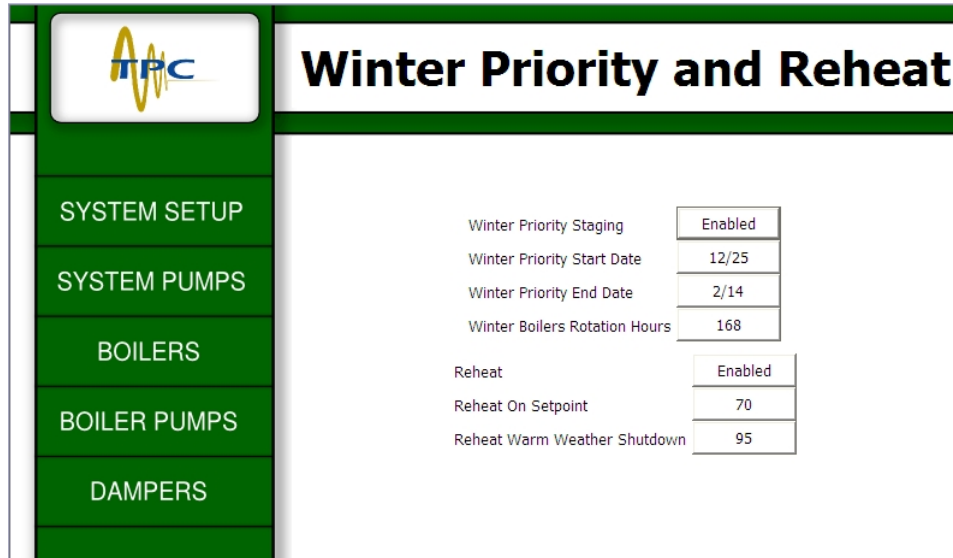 TPC
Winter Priority and Reheat
SYSTEM SETUP
SYSTEM PUMPS
BOILERS
BOILER PUMPS
DAMPERS
Winter Priority Staging Enabled
Winter Priority Start Date 12/25
Winter Priority End Date 2/14
Winter Boilers Rotation Hours 168
Reheat Enabled
Reheat On Setpoint 70
Reheat Warm Weather Shutdown 95